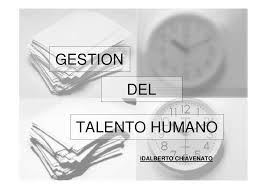 GESTION
DEL
TALENTO HUMANO
IDALBERTO CHIAVENATO